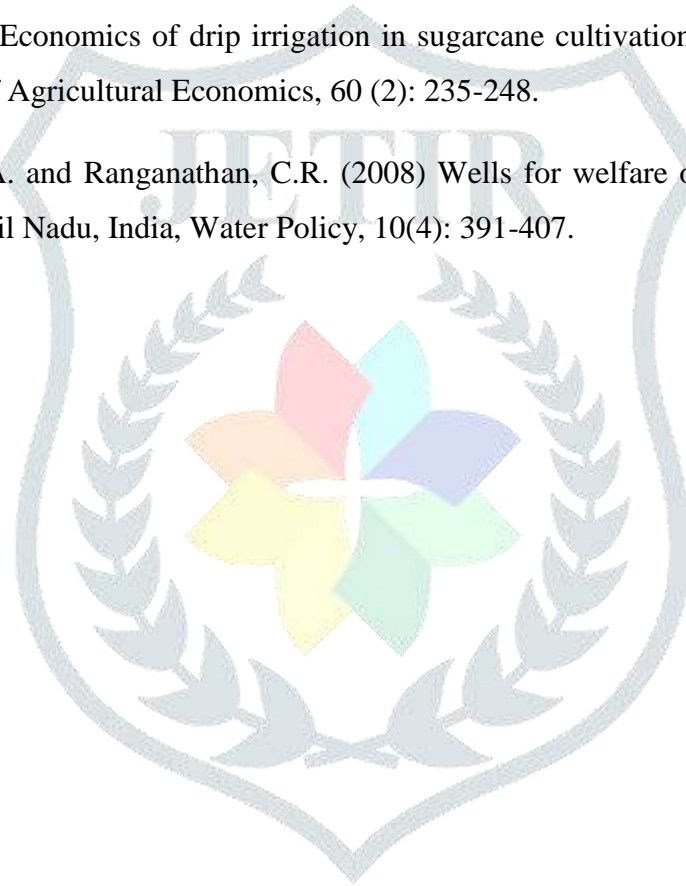 Economics of drip irrigation in sugarcane cultivation
Agricultural Economics, 60 (2): 235-248.
and Ranganathan, C.R. (2008) Wells for welfare
Nadu, India, Water Policy, 10(4): 391-407.
JETIR